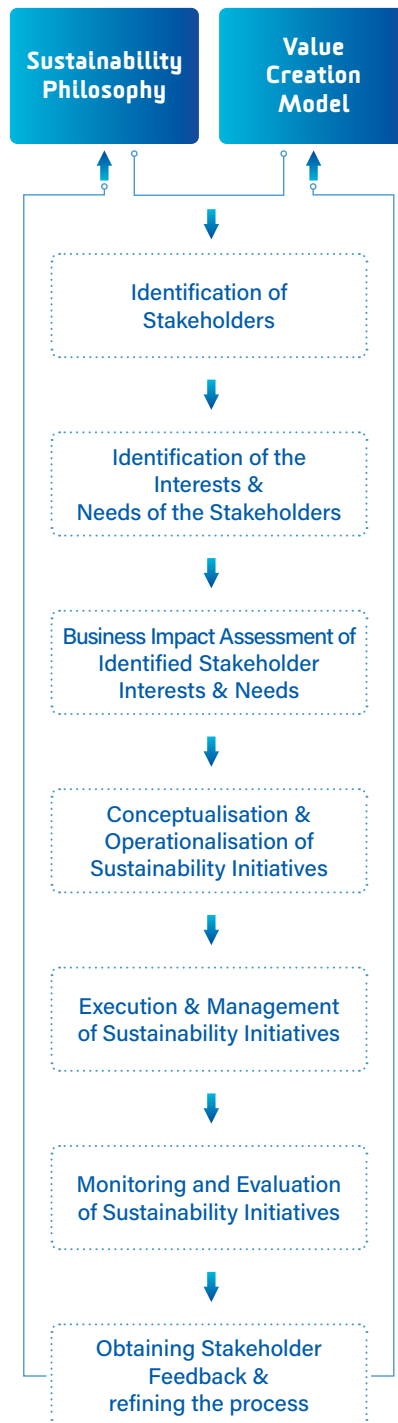 Sustainability
Philosophy
Value
Creation
Model
Identification of
Stakeholders
Identification of the
Interests &
Needs of the Stakeholders
Business Impact Assessment of
Identified Stakeholder
Interests & Needs
Conceptualisation &
Operationalisation of
Sustainability Initiatives
Execution & Management
of Sustainability Initiatives
Monitoring and Evaluation
of Sustainability Initiatives
Obtaining Stakeholder
Feedback &
refining the process